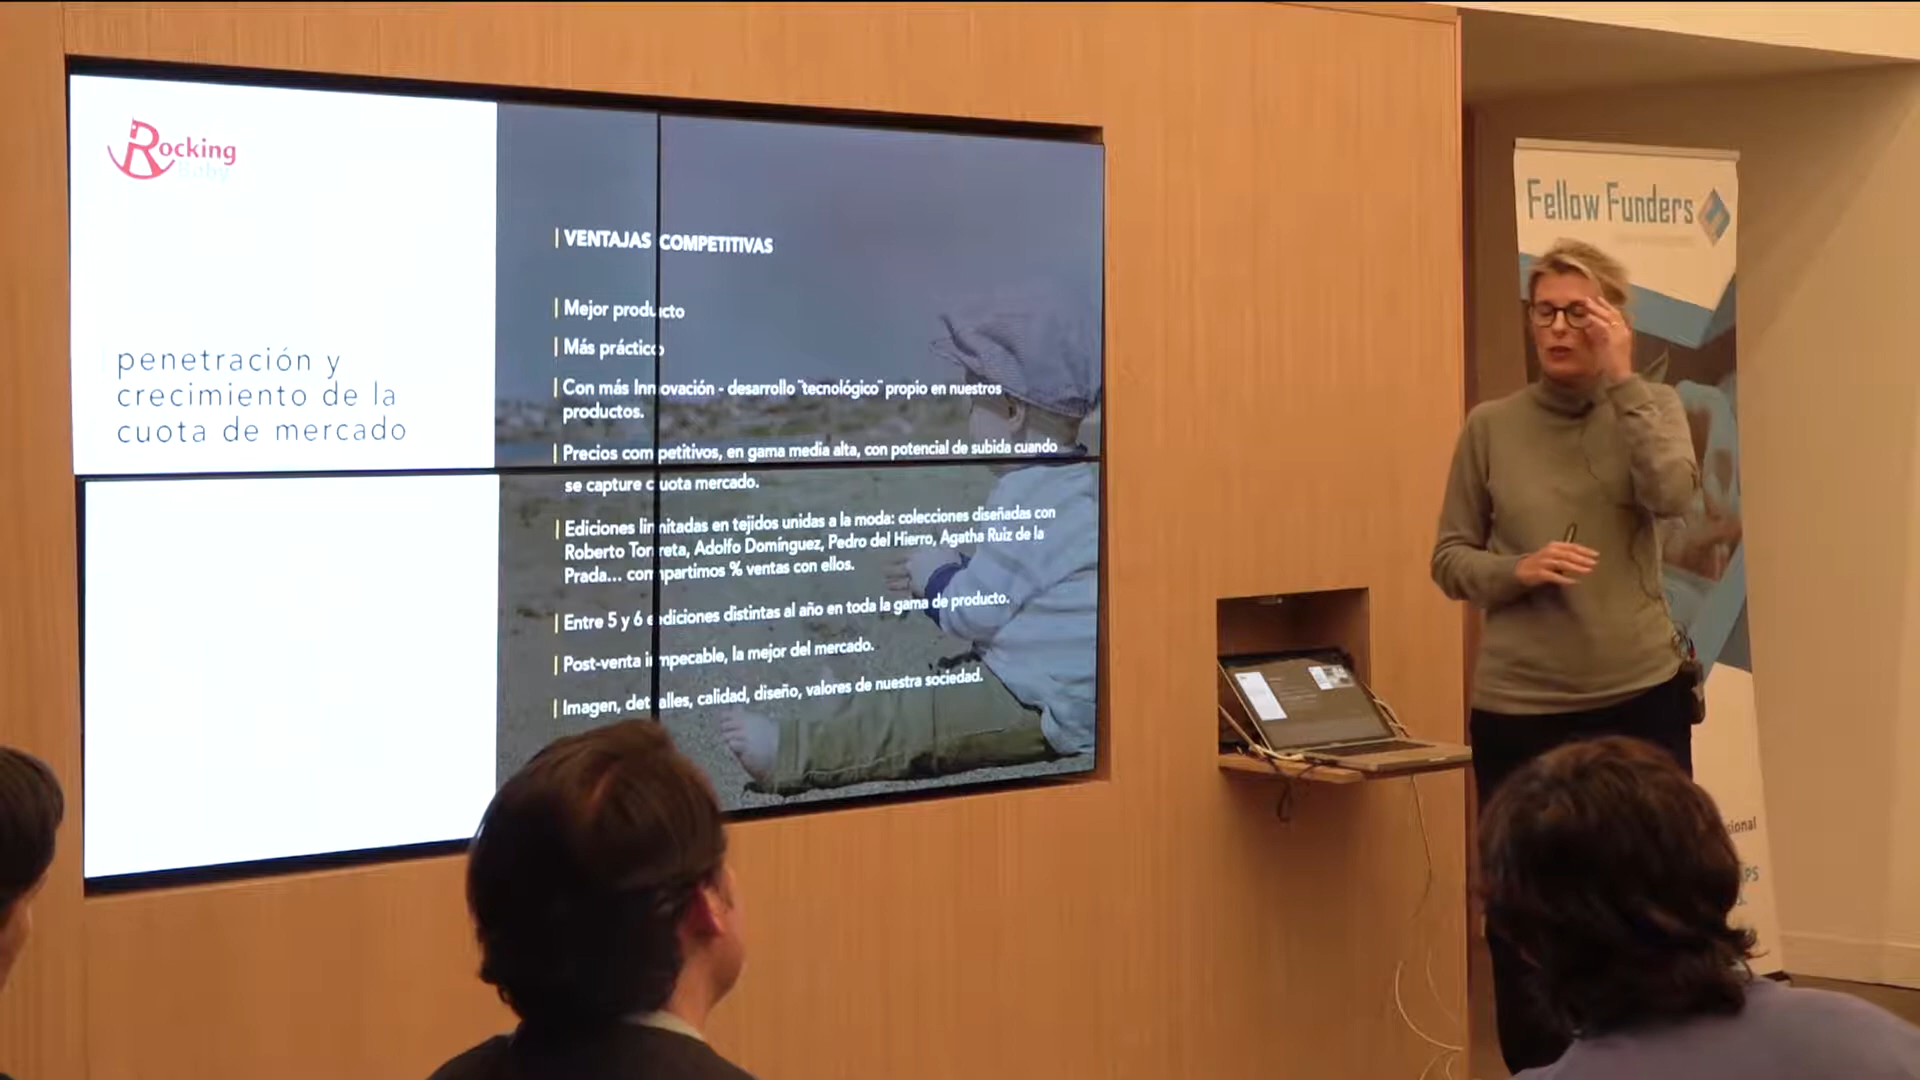 Rocking
Baby
penetración y
crecimiento de la
cuota de mercado
VENTAJAS COMPETITIVAS
Mejor producto
Más práctico
Con más Innovación - desarrollo "tecnológico" propio en nuestros
productos.
Precios competitivos, en gama media alta, con potencial de subida cuando
se capture cuota mercado.
Ediciones limitadas en tejidos unidas a la moda: colecciones diseñadas con
Roberto Torreta, Adolfo Domínguez, Pedro del Hierro, Agatha Ruiz de la
Prada... compartimos % ventas con ellos.
Entre 5 y 6 ediciones distintas al año en toda la gama de producto.
Post-venta impecable, la mejor del mercado.
Imagen, detalles, calidad, diseño, valores de nuestra sociedad.
Fellow Funders